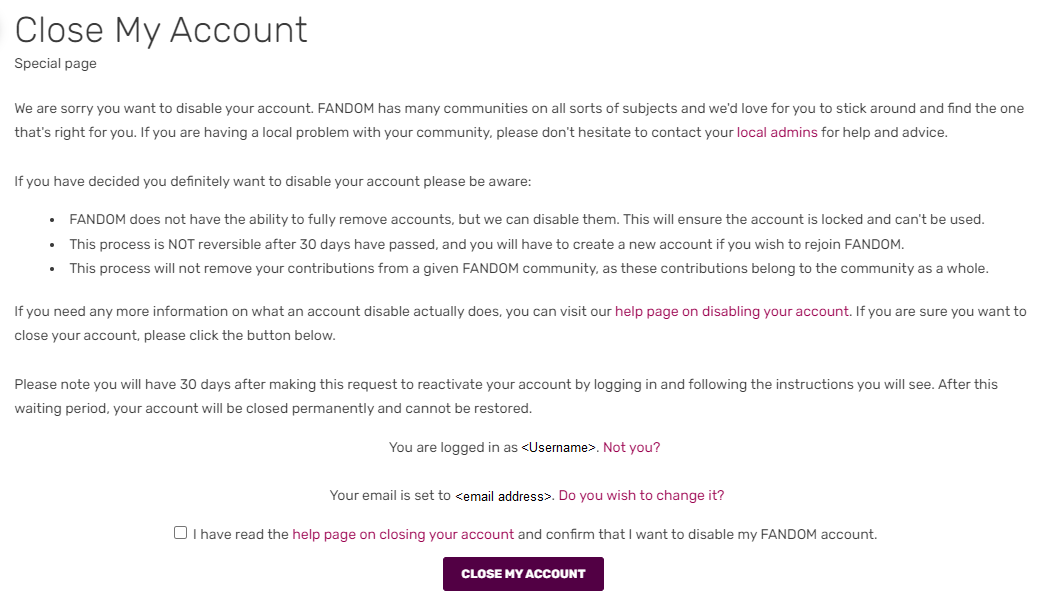 Close My Account
Special page
We are sorry you want to disable your account. FANDOM has many communities on all sorts of subjects and we'd love for you to stick around and find the one
that's right for you. If you are having a local problem with your community, please don't hesitate to contact your local admins for help and advice.
If you have decided you definitely want to disable your account please be aware:
• FANDOM does not have the ability to fully remove accounts, but we can disable them. This will ensure the account is locked and can't be used.
• This process is NOT reversible after 30 days have passed, and you will have to create a new account if you wish to rejoin FANDOM.
• This process will not remove your contributions from a given FANDOM community, as these contributions belong to the community as a whole.
If you need any more information on what an account disable actually does, you can visit our help page on disabling your account. If you are sure you want to
close your account, please click the button below.
Please note you will have 30 days after making this request to reactivate your account by logging in and following the instructions you will see. After this
waiting period, your account will be closed permanently and cannot be restored.
You are logged in as <Username>. Not you?
Your email is set to <email address>. Do you wish to change it?
I have read the help page on closing your account and confirm that I want to disable my FANDOM account.
CLOSE MY ACCOUNT